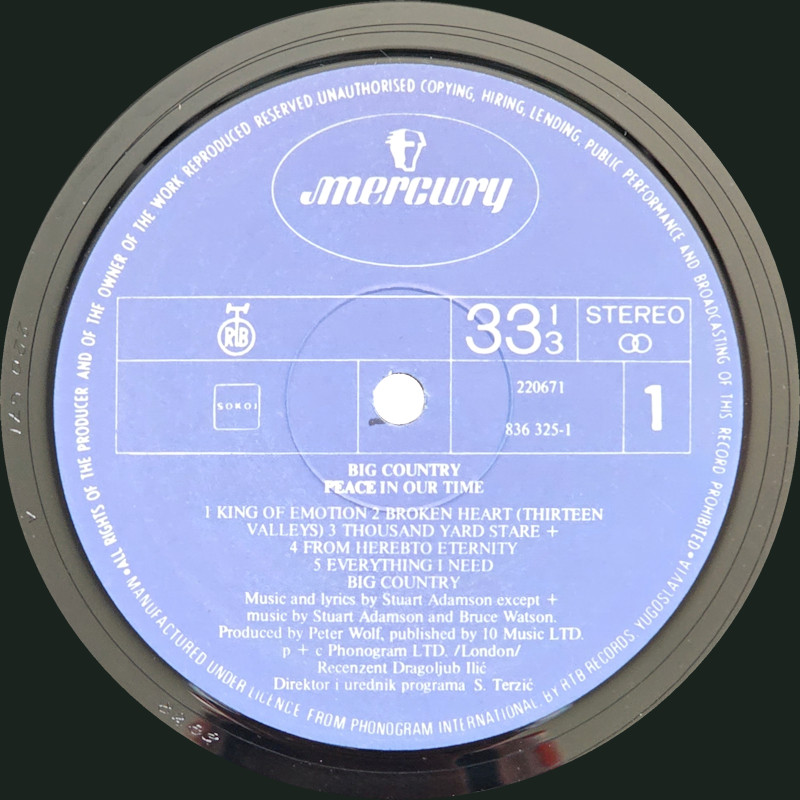 ALL RIGHTS OF THE PRODUCER AND OF THE OWNER OF THE WORK REPRODUCED RESERVED. UNAUTHORISED COPYING, HIRING, LENDING, PUBLIC PERFORMANCE AND BROADCASTING OF THIS RECORD PROHIBITED •
mercury
RTB
33 1/3
STEREO
SOKOJ
220671
836 325-1
1
BIG COUNTRY
PEACE IN OUR TIME
1 KING OF EMOTION 2 BROKEN HEART (THIRTEEN
VALLEYS) 3 THOUSAND YARD STARE +
4 FROM HEREBTO ETERNITY
5 EVERYTHING I NEED
BIG COUNTRY
Music and lyrics by Stuart Adamson except +
music by Stuart Adamson and Bruce Watson.
Produced by Peter Wolf, published by 10 Music LTD.
p + c Phonogram LTD. /London/
Recenzent Dragoljub Ilić
Direktor i urednik programa S. Terzić
• MANUFACTURED UNDER LICENCE FROM PHONOGRAM INTERNATIONAL. BY RTB RECORDS YUGOSLAVIA